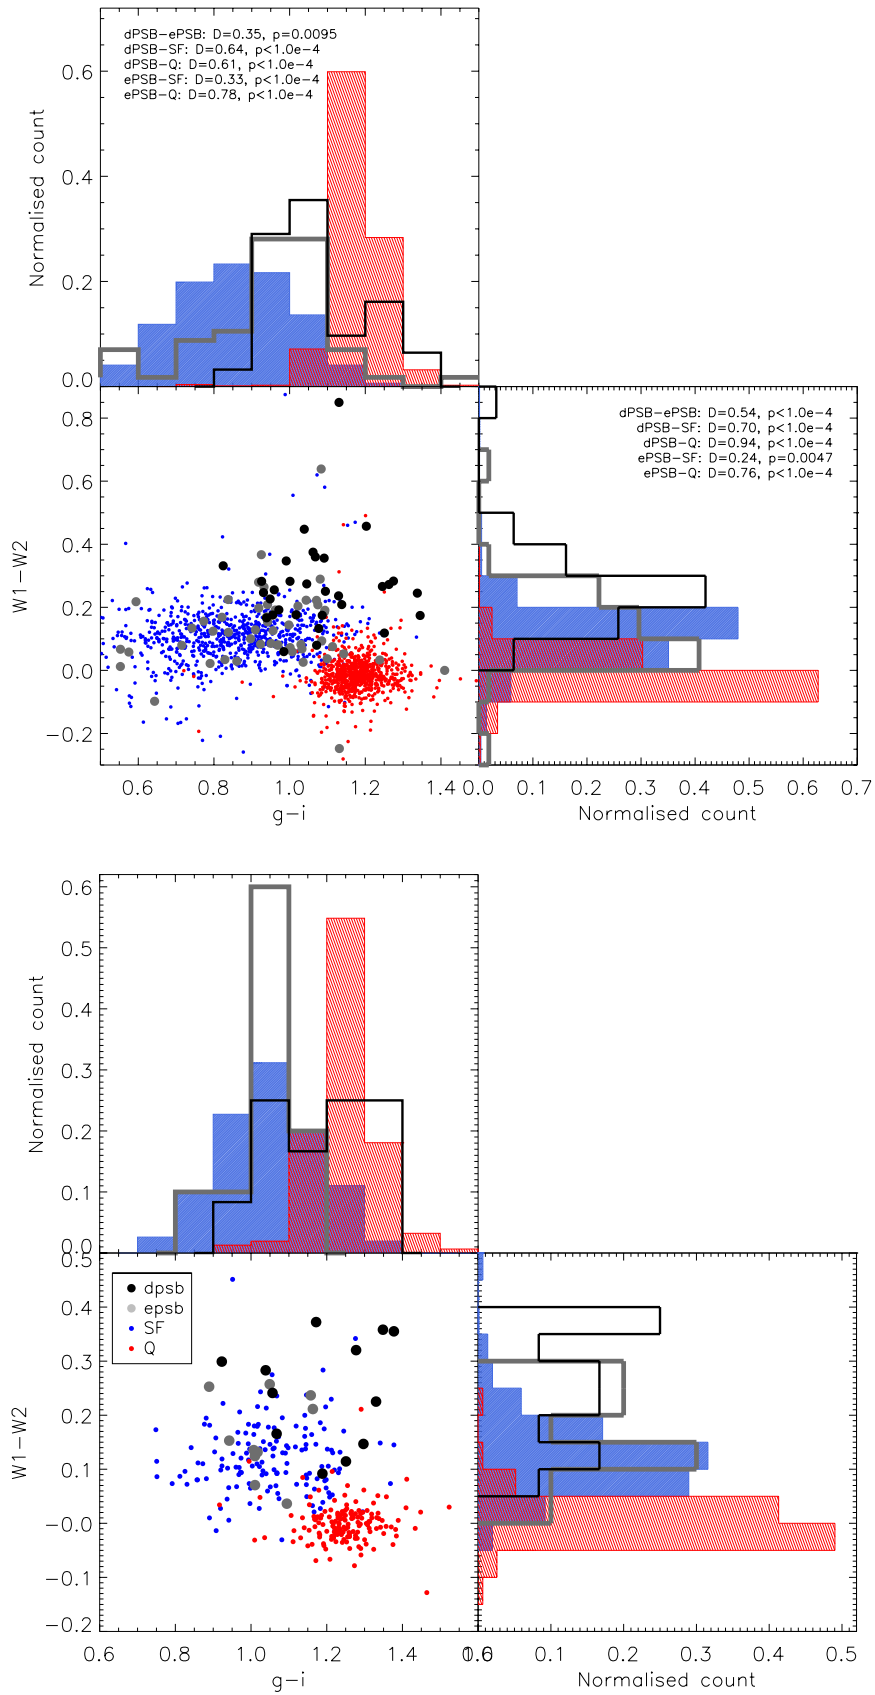 dPSB-ePSB: D=0.35, p=0.0095
dPSB-SF: D=0.64, p<1.0e-4
dPSB-Q: D=0.61, p<1.0e-4
ePSB-SF: D=0.33, p<1.0e-4
ePSB-Q: D=0.78, p<1.0e-4
Normalised count
0.6
0.4
0.2
0.0
dPSB-ePSB: D=0.54, p<1.0e-4
dPSB-SF: D=0.70, p<1.0e-4
dPSB-Q: D=0.94, p<1.0e-4
ePSB-SF: D=0.24, p=0.0047
ePSB-Q: D=0.76, p<1.0e-4
W1-W2
0.8
0.6
0.4
0.2
0.0
-0.2
0.6 0.8 1.0 1.2 1.4
g-i
0.0 0.1 0.2 0.3 0.4 0.5 0.6 0.7
Normalised count
Normalised count
0.6
0.5
0.4
0.3
0.2
0.1
0.0
W1-W2
0.5
0.4
0.3
0.2
0.1
-0.0
-0.1
-0.2
dpsb
epsb
SF
Q
0.6 0.8 1.0 1.2 1.4 1.6
g-i
0.0 0.1 0.2 0.3 0.4 0.5
Normalised count